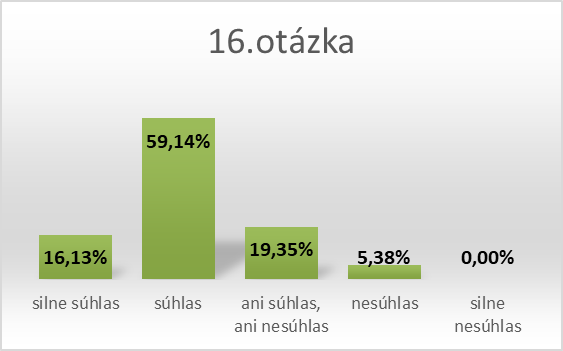 16.otázka
59,14%
16,13%
19,35%
5,38%
0,00%
silne súhlas
súhlas
ani súhlas,
ani nesúhlas
nesúhlas
silne
nesúhlas